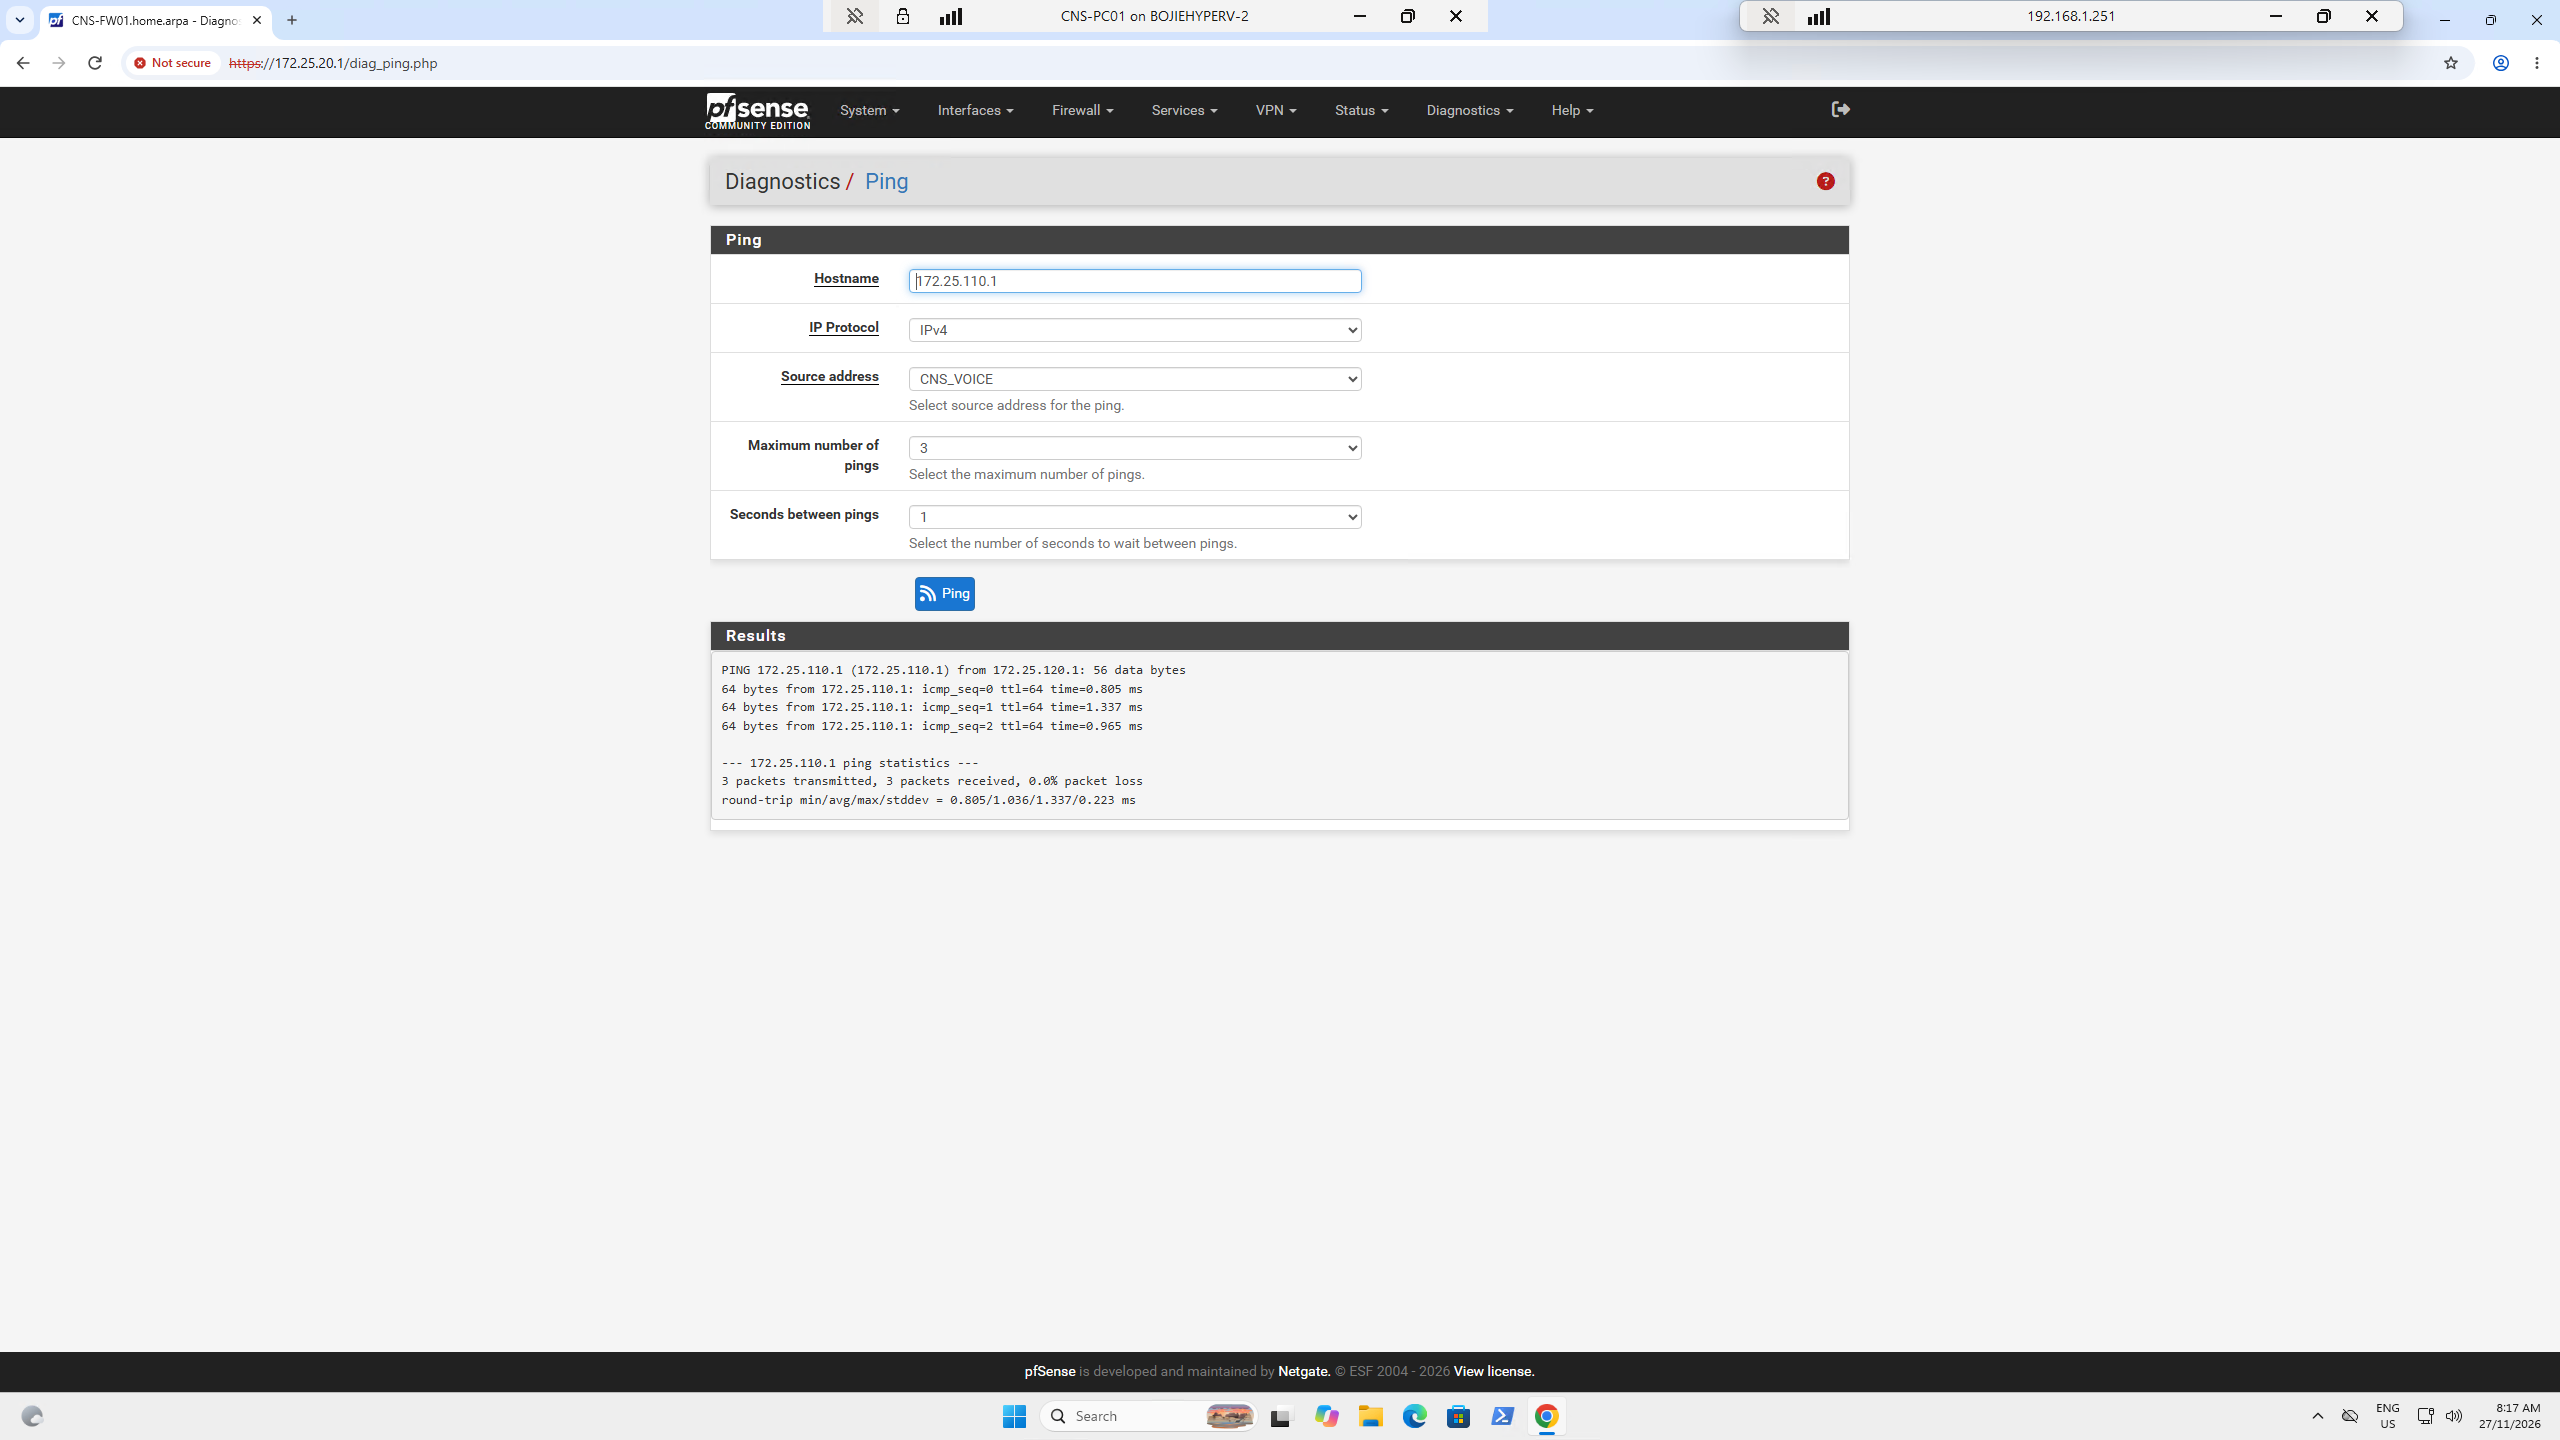 CNS-FW01.home.arpa - Diagno
CNS-PC01 on BOJIEHYPERV-2
192.168.1.251
Not secure https://172.25.20.1/diag_ping.php
pfsense COMMUNITY EDITION System Interfaces Firewall Services VPN Status Diagnostics Help
Diagnostics / Ping
Ping
Hostname 172.25.110.1
IP Protocol IPv4
Source address CNS_VOICE
Select source address for the ping.
Maximum number of pings 3
Select the maximum number of pings.
Seconds between pings 1
Select the number of seconds to wait between pings.
Ping
Results
PING 172.25.110.1 (172.25.110.1) from 172.25.120.1: 56 data bytes
64 bytes from 172.25.110.1: icmp_seq=0 ttl=64 time=0.805 ms
64 bytes from 172.25.110.1: icmp_seq=1 ttl=64 time=1.337 ms
64 bytes from 172.25.110.1: icmp_seq=2 ttl=64 time=0.965 ms
--- 172.25.110.1 ping statistics ---
3 packets transmitted, 3 packets received, 0.0% packet loss
round-trip min/avg/max/stddev = 0.805/1.036/1.337/0.223 ms
pfSense is developed and maintained by Netgate. © ESF 2004 - 2026 View license.
Search
ENG
US
8:17 AM
27/11/2026